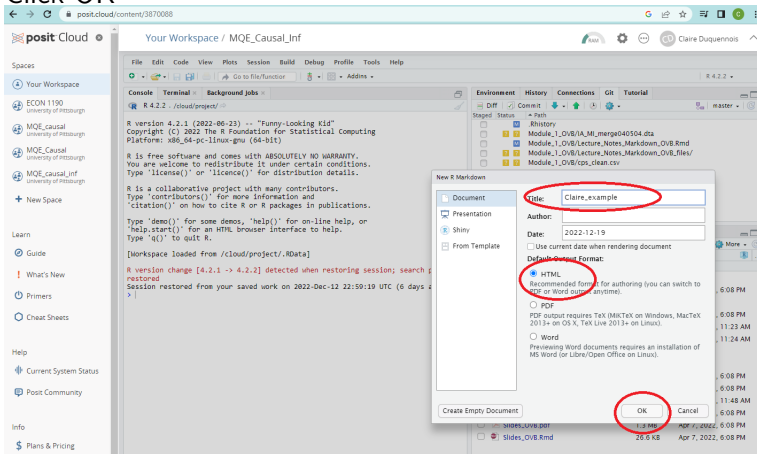 Click OK
posit.cloud/content/3870088
posit Cloud
Your Workspace / MQE_Causal_Inf
RAM
CD Claire Duquennois
Spaces
Your Workspace
ECON 1190
University of Pittsburgh
MQE_causal
University of Pittsburgh
MQE_Causal
University of Pittsburgh
MQE_causal_inf
University of Pittsburgh
New Space
Learn
Guide
What's New
Primers
Cheat Sheets
Help
Current System Status
Posit Community
Info
Plans & Pricing
File Edit Code View Plots Session Build Debug Profile Tools Help
Go to file/function
Addins
R 4.2.2
Console Terminal Background Jobs
R 4.2.2 . /cloud/project/
R version 4.2.1 (2022-06-23) -- "Funny-Looking Kid"
Copyright (C) 2022 The R Foundation for Statistical Computing
Platform: x86_64-pc-linux-gnu (64-bit)
R is free software and comes with ABSOLUTELY NO WARRANTY.
You are welcome to redistribute it under certain conditions.
Type 'license()' or 'licence()' for distribution details.
R is a collaborative project with many contributors.
Type 'contributors()' for more information and
'citation()' on how to cite R or R packages in publications.
Type 'demo()' for some demos, 'help()' for on-line help, or
'help.start()' for an HTML browser interface to help.
Type 'q()' to quit R.
[Workspace loaded from /cloud/project/.RData]
R version change [4.2.1 -> 4.2.2] detected when restoring session; search p
restored
Session restored from your saved work on 2022-Dec-12 22:59:19 UTC (6 days a
>
Environment History Connections Git Tutorial
Diff Commit
master
Staged Status Path
.Rhistory
Module_1_OVB/IA_MI_merge040504.dta
Module_1_OVB/Lecture_Notes_Markdown_OVB.Rmd
Module_1_OVB/Lecture_Notes_Markdown_OVB_files/
Module_1_OVB/cps_clean.csv
New R Markdown
Document
Presentation
Shiny
From Template
Title: Claire_example
Author:
Date: 2022-12-19
Use current date when rendering document
Default Output Format:
HTML
Recommended format for authoring (you can switch to
PDF or Word output anytime).
PDF
PDF output requires TeX (MiKTeX on Windows, MacTeX
2013+ on OS X, TeX Live 2013+ on Linux).
Word
Previewing Word documents requires an installation of
MS Word (or Libre/Open Office on Linux).
Create Empty Document
OK
Cancel
More
, 6:08 PM
, 6:08 PM
, 11:23 AM
, 11:24 AM
, 6:08 PM
, 6:08 PM
, 11:48 AM
, 6:08 PM
Slides_OVB.pdf 1.3 MB Apr 7, 2022, 6:08 PM
Slides_OVB.Rmd 26.6 KB Apr 7, 2022, 6:08 PM